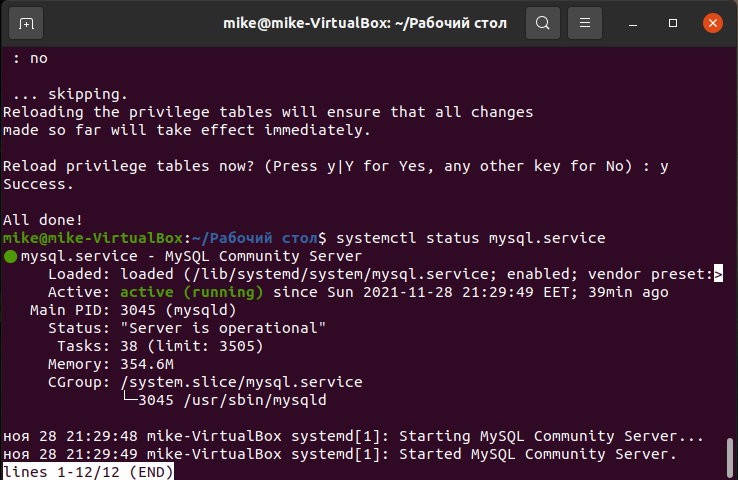 mike@mike-VirtualBox: ~/Рабочий стол
: no
... skipping.
Reloading the privilege tables will ensure that all changes
made so far will take effect immediately.
Reload privilege tables now? (Press y|Y for Yes, any other key for No) : y
Success.
All done!
mike@mike-VirtualBox:~/Рабочий стол$ systemctl status mysql.service
● mysql.service - MySQL Community Server
Loaded: loaded (/lib/systemd/system/mysql.service; enabled; vendor preset:>
Active: active (running) since Sun 2021-11-28 21:29:49 EET; 39min ago
Main PID: 3045 (mysqld)
Status: "Server is operational"
Tasks: 38 (limit: 3505)
Memory: 354.6M
CGroup: /system.slice/mysql.service
└─3045 /usr/sbin/mysqld
ноя 28 21:29:48 mike-VirtualBox systemd[1]: Starting MySQL Community Server...
ноя 28 21:29:49 mike-VirtualBox systemd[1]: Started MySQL Community Server.
lines 1-12/12 (END)